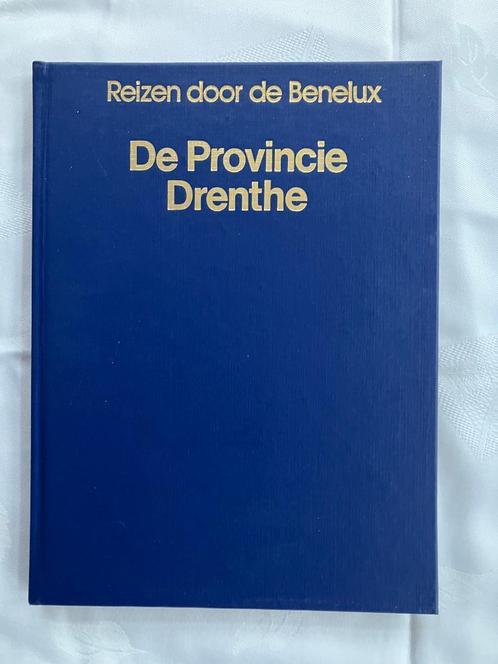 Reizen door de Benelux
De Provincie
Drenthe